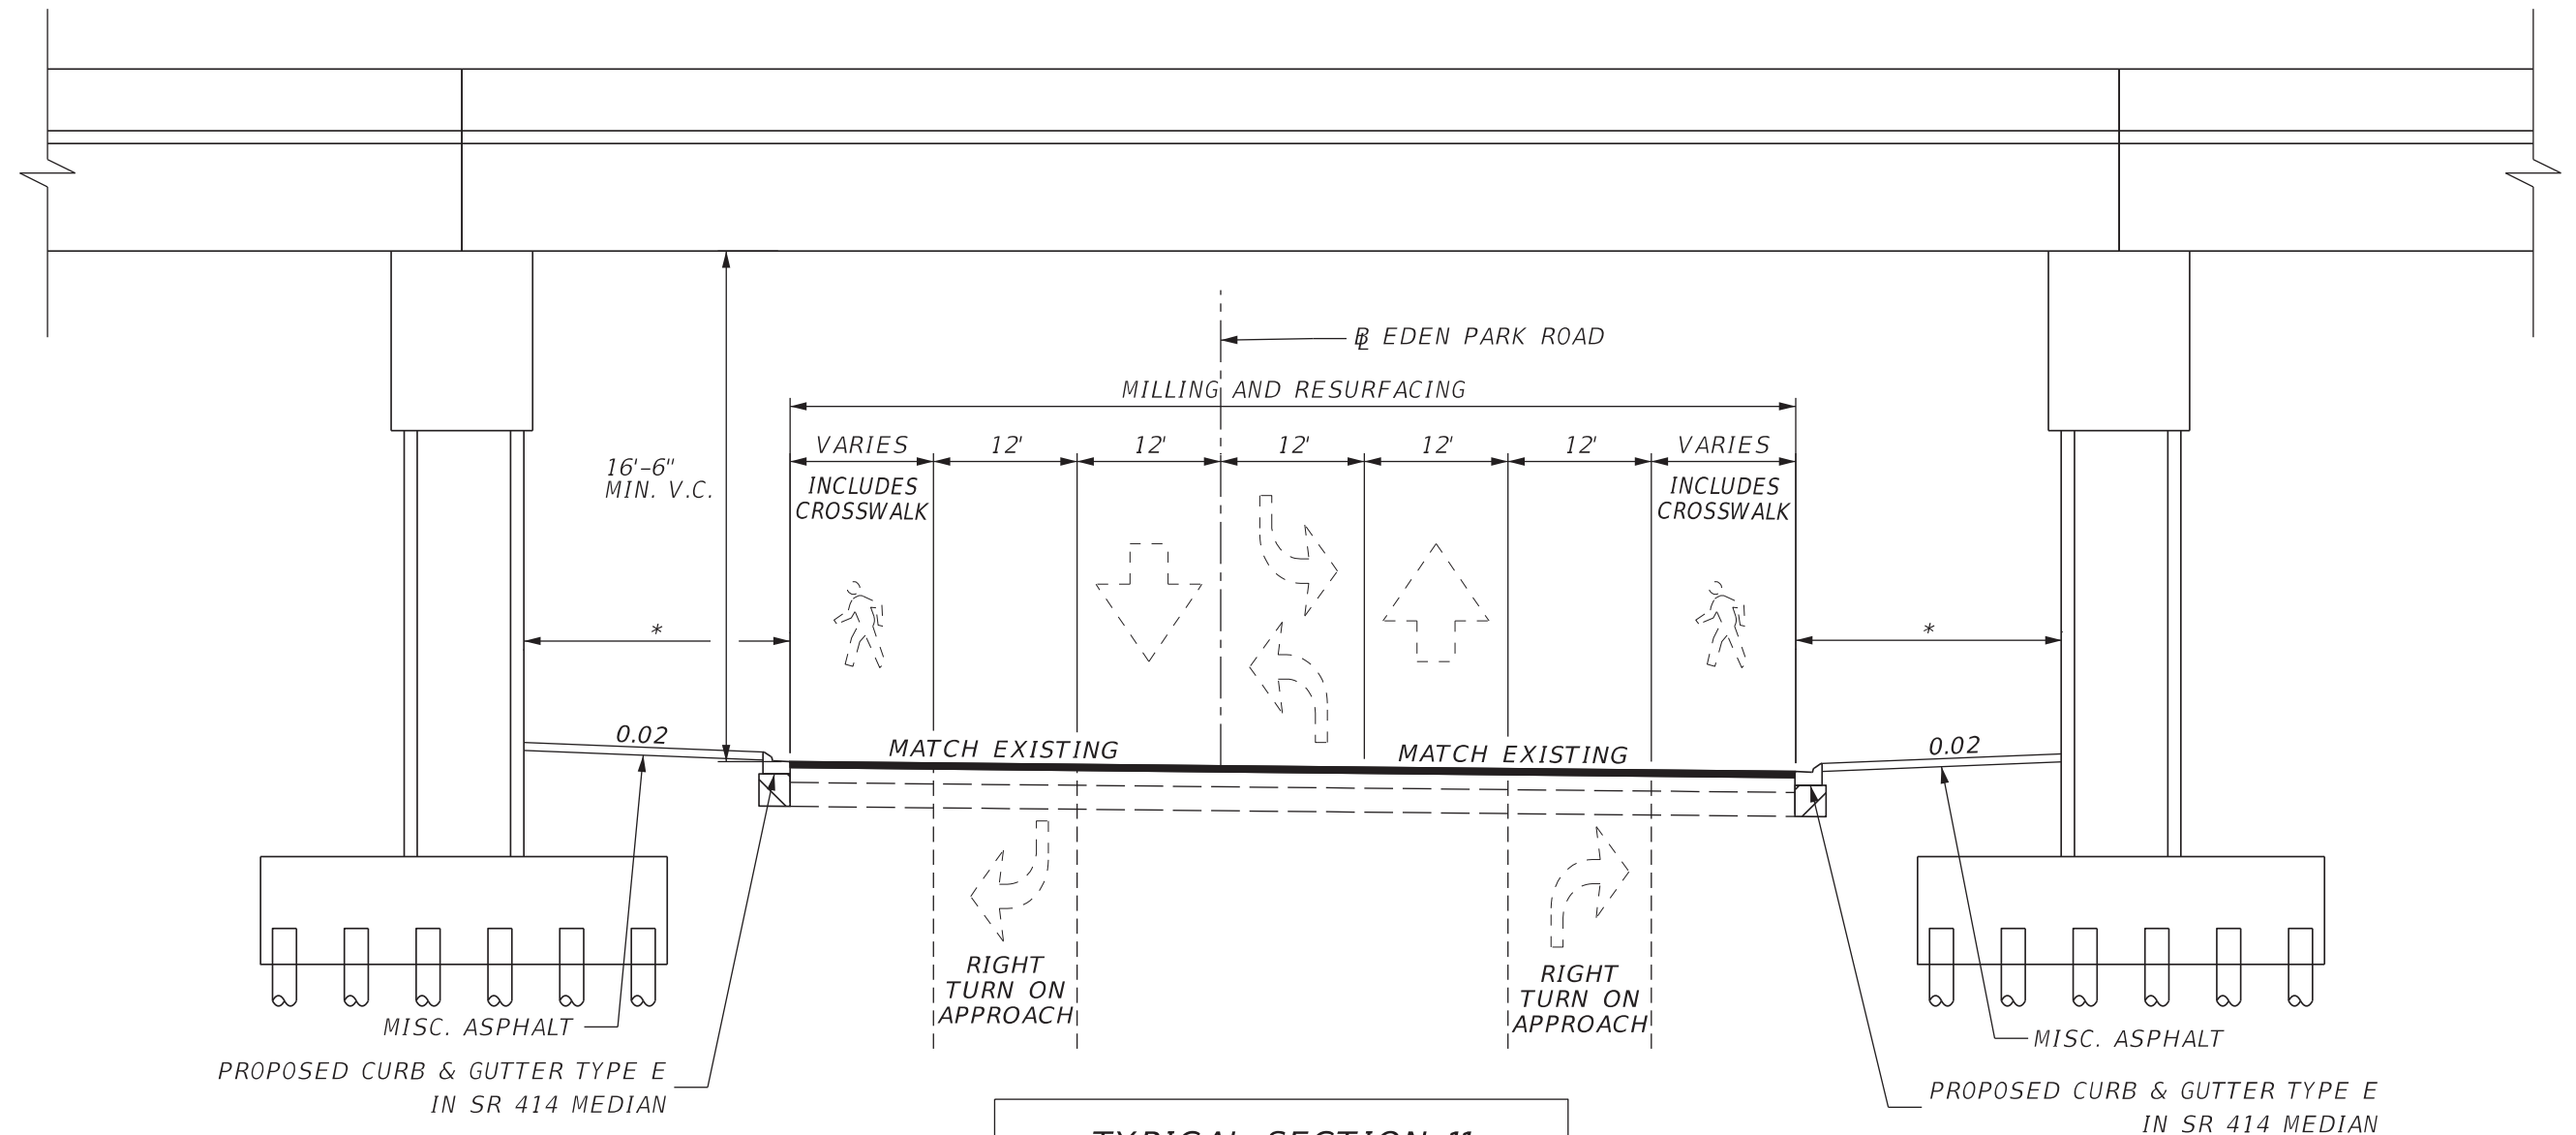 ℄ EDEN PARK ROAD
MILLING AND RESURFACING
VARIES 12' 12' 12' 12' 12' VARIES
16'-6"
MIN. V.C.
INCLUDES
CROSSWALK
INCLUDES
CROSSWALK
* *
0.02
MATCH EXISTING
MATCH EXISTING
0.02
RIGHT
TURN ON
APPROACH
RIGHT
TURN ON
APPROACH
MISC. ASPHALT
MISC. ASPHALT
PROPOSED CURB & GUTTER TYPE E
IN SR 414 MEDIAN
PROPOSED CURB & GUTTER TYPE E
IN SR 414 MEDIAN